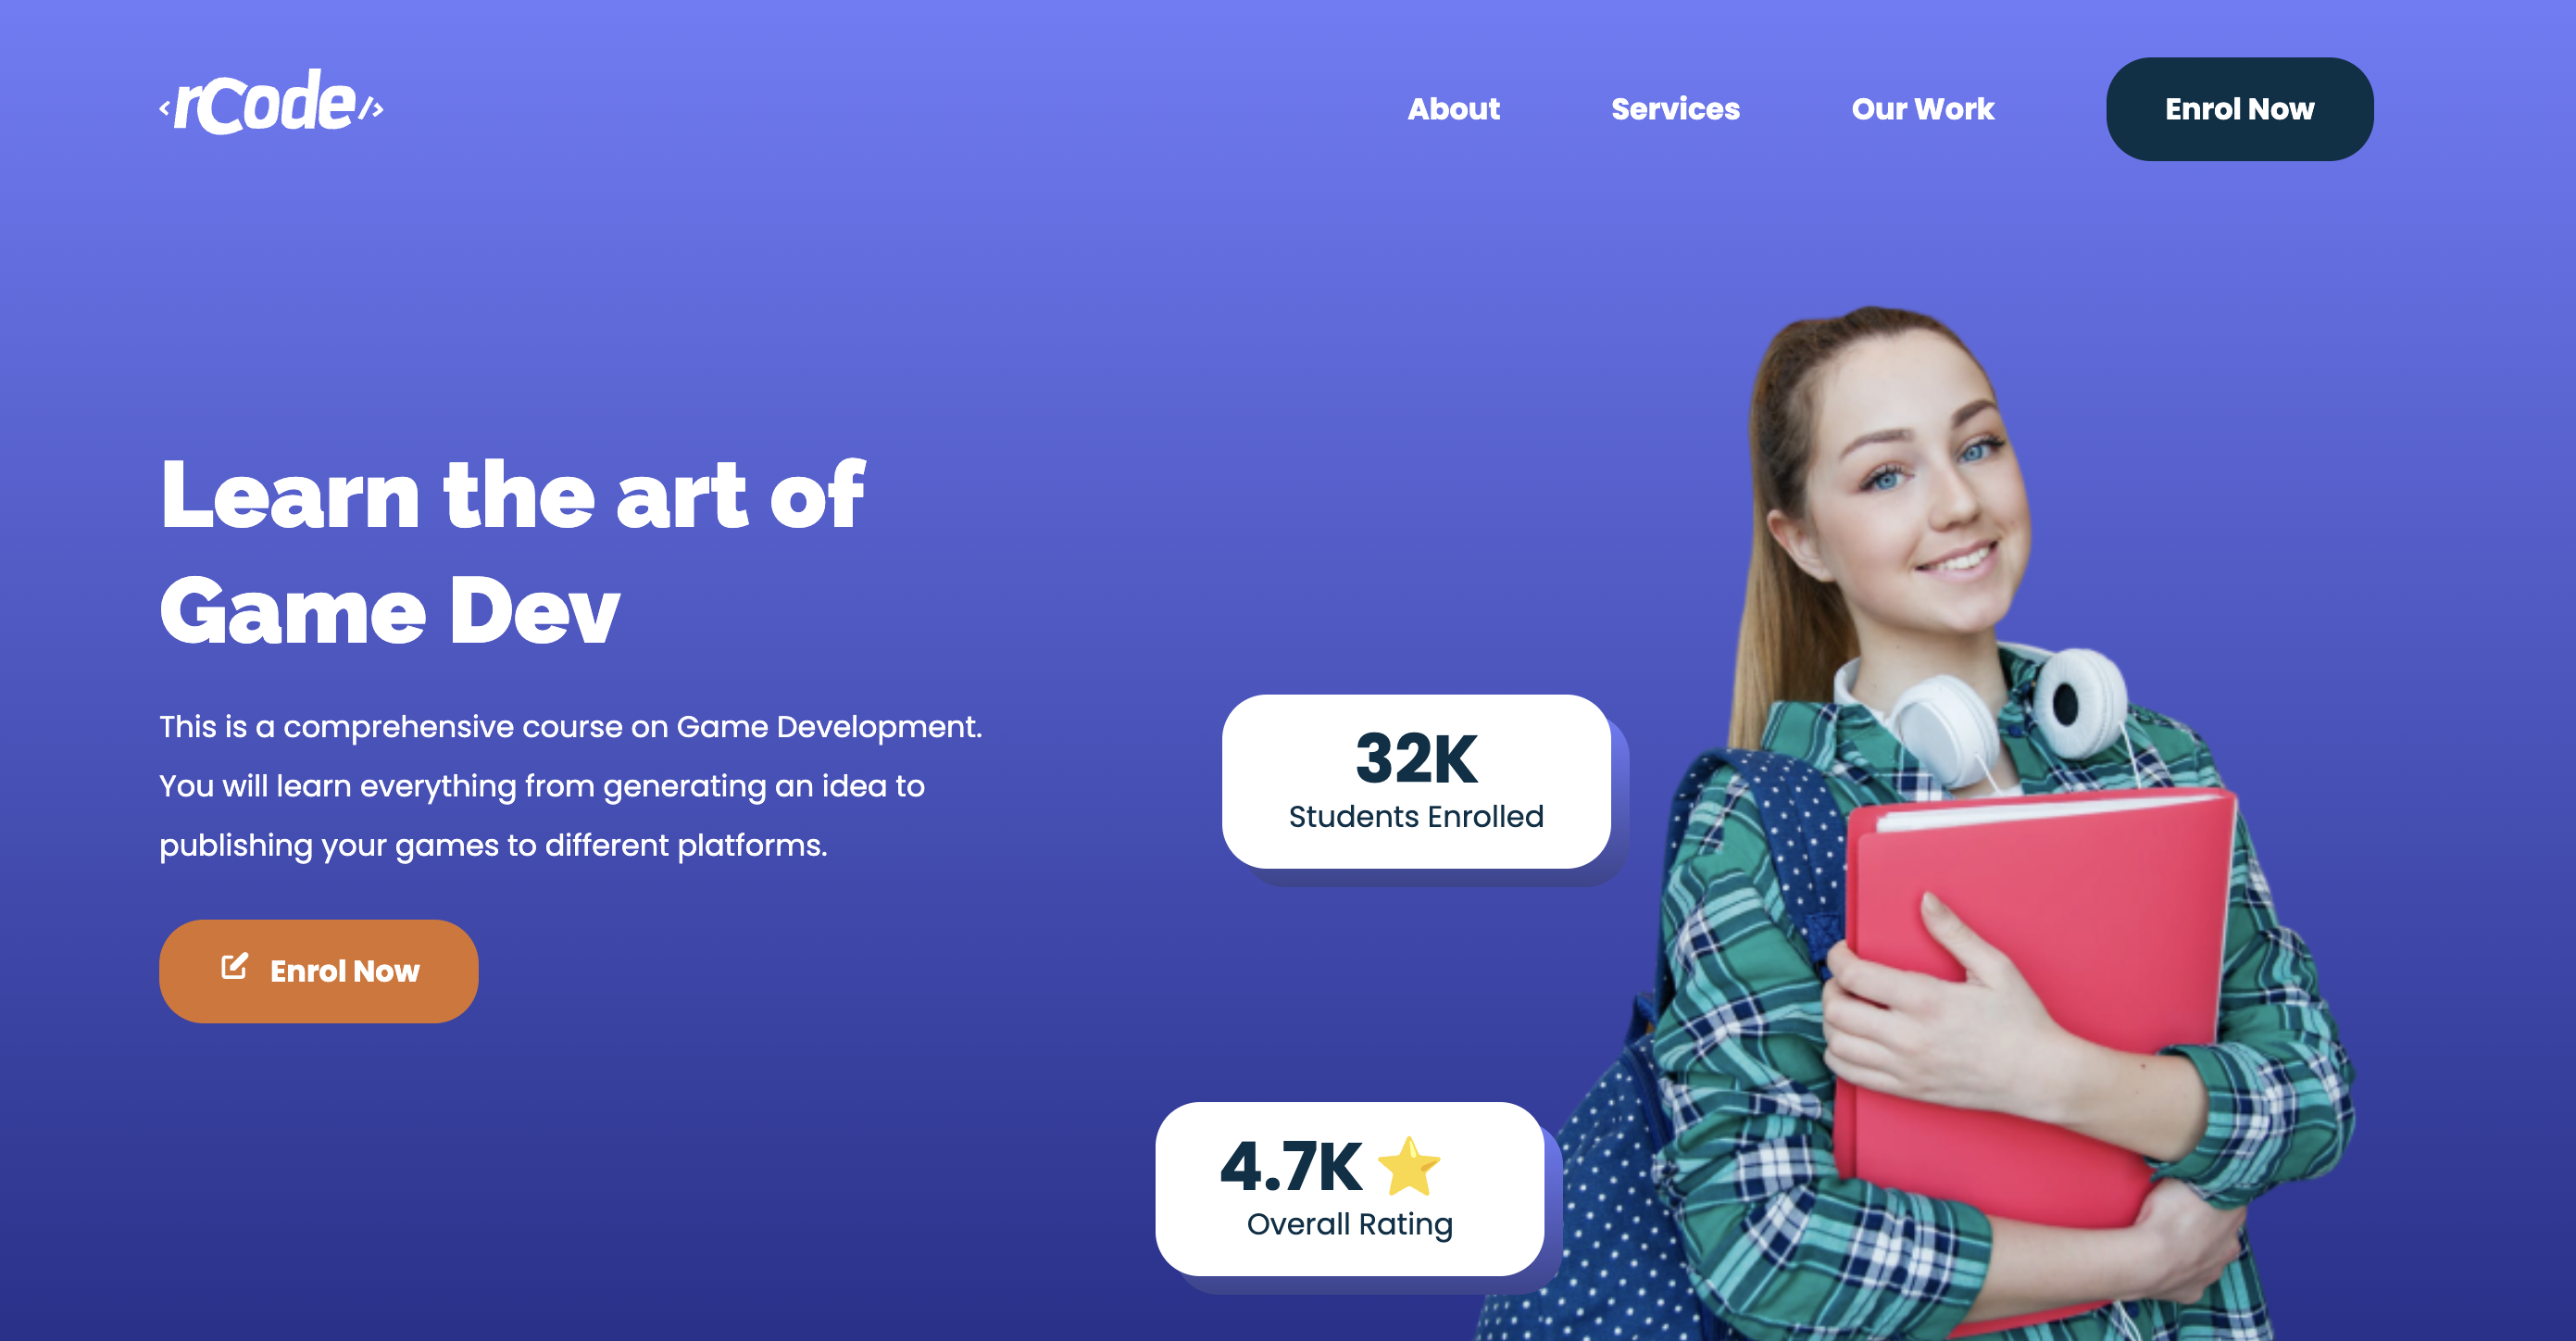 <rCode/>
About Services Our Work Enrol Now
Learn the art of
Game Dev
This is a comprehensive course on Game Development.
You will learn everything from generating an idea to
publishing your games to different platforms.
Enrol Now
32K
Students Enrolled
4.7K ⭐
Overall Rating